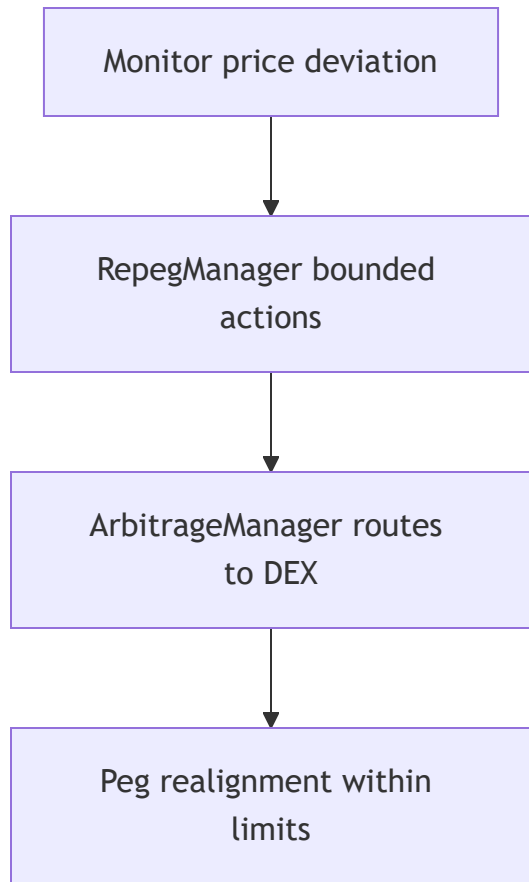 Monitor price deviation
RepegManager bounded
actions
ArbitrageManager routes
to DEX
Peg realignment within
limits